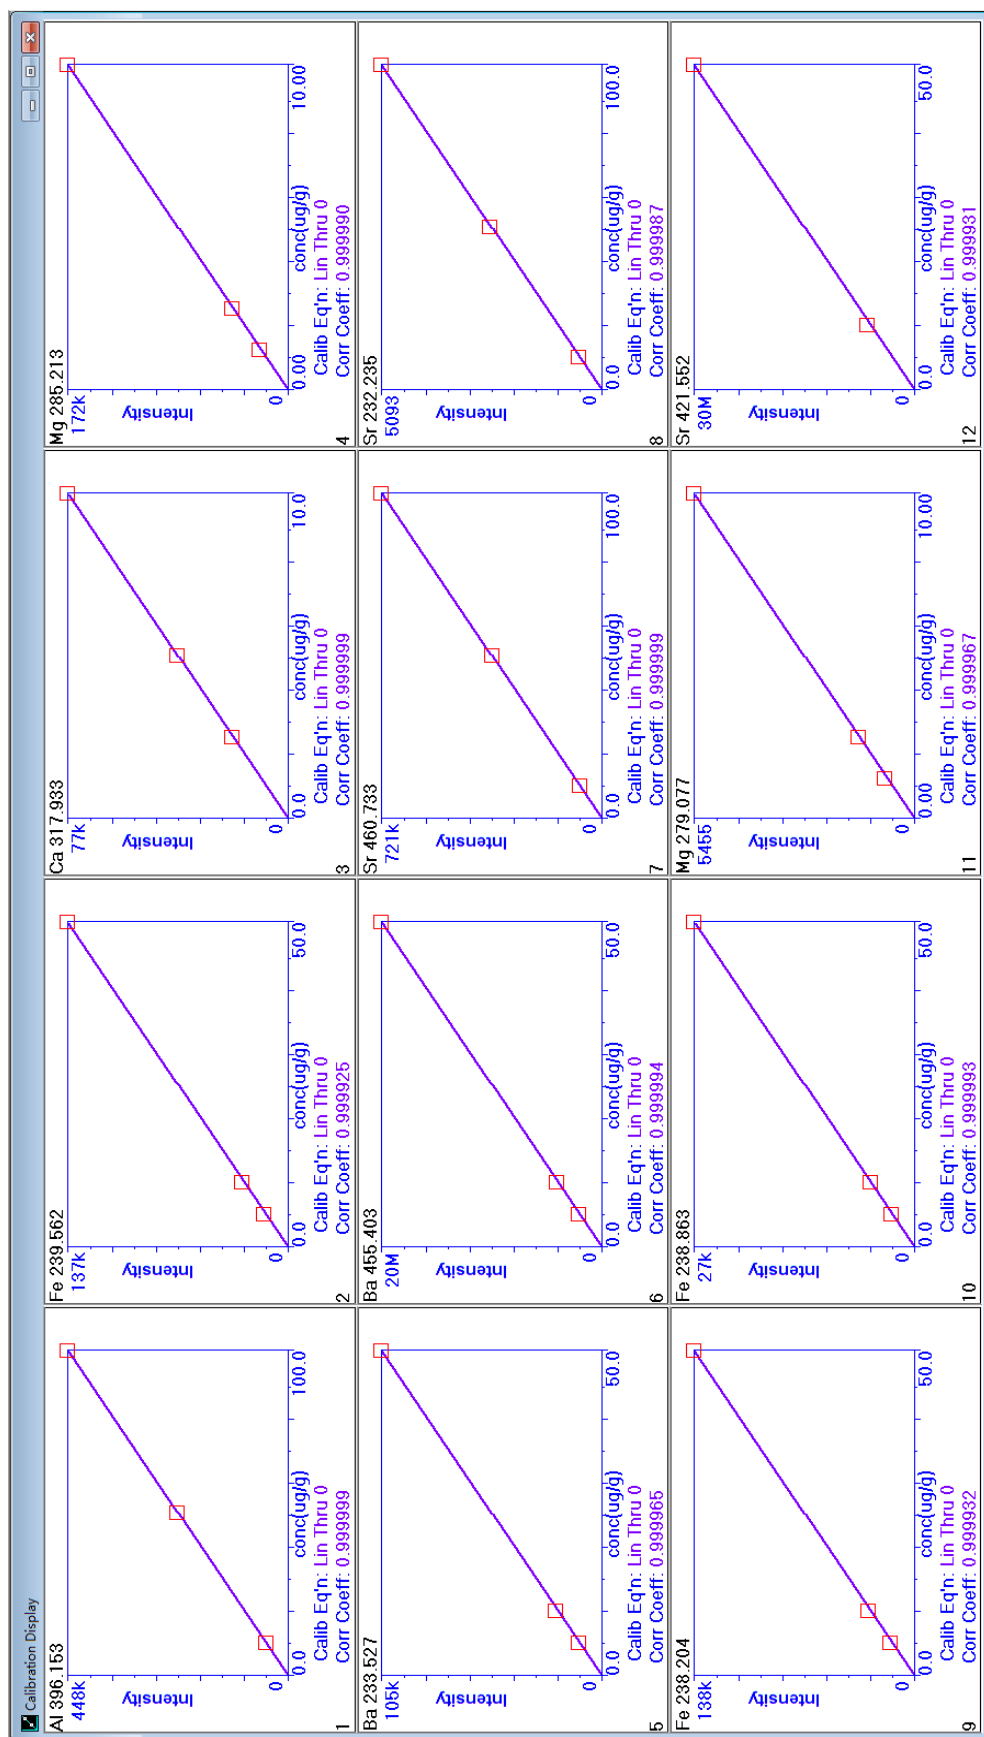 Calibration Display
Al 396.153
448k
Intensity
0
0.0
conc(ug/g)
100.0
Calib Eq'n: Lin Thru 0
Corr Coeff: 0.999999
1
Fe 239.562
137k
Intensity
0
0.0
conc(ug/g)
50.0
Calib Eq'n: Lin Thru 0
Corr Coeff: 0.999925
2
Ca 317.933
77k
Intensity
0
0.0
conc(ug/g)
10.0
Calib Eq'n: Lin Thru 0
Corr Coeff: 0.999999
3
Mg 285.213
172k
Intensity
0
0.00
conc(ug/g)
10.00
Calib Eq'n: Lin Thru 0
Corr Coeff: 0.999990
4
Ba 233.527
105k
Intensity
0
0.0
conc(ug/g)
50.0
Calib Eq'n: Lin Thru 0
Corr Coeff: 0.999965
5
Ba 455.403
20M
Intensity
0
0.0
conc(ug/g)
50.0
Calib Eq'n: Lin Thru 0
Corr Coeff: 0.999994
6
Sr 460.733
721k
Intensity
0
0.0
conc(ug/g)
100.0
Calib Eq'n: Lin Thru 0
Corr Coeff: 0.999999
7
Sr 232.235
5093
Intensity
0
0.0
conc(ug/g)
100.0
Calib Eq'n: Lin Thru 0
Corr Coeff: 0.999987
8
Fe 238.204
138k
Intensity
0
0.0
conc(ug/g)
50.0
Calib Eq'n: Lin Thru 0
Corr Coeff: 0.999932
9
Fe 238.863
27k
Intensity
0
0.0
conc(ug/g)
50.0
Calib Eq'n: Lin Thru 0
Corr Coeff: 0.999993
10
Mg 279.077
5455
Intensity
0
0.00
conc(ug/g)
10.00
Calib Eq'n: Lin Thru 0
Corr Coeff: 0.999967
11
Sr 421.552
30M
Intensity
0
0.0
conc(ug/g)
50.0
Calib Eq'n: Lin Thru 0
Corr Coeff: 0.999931
12